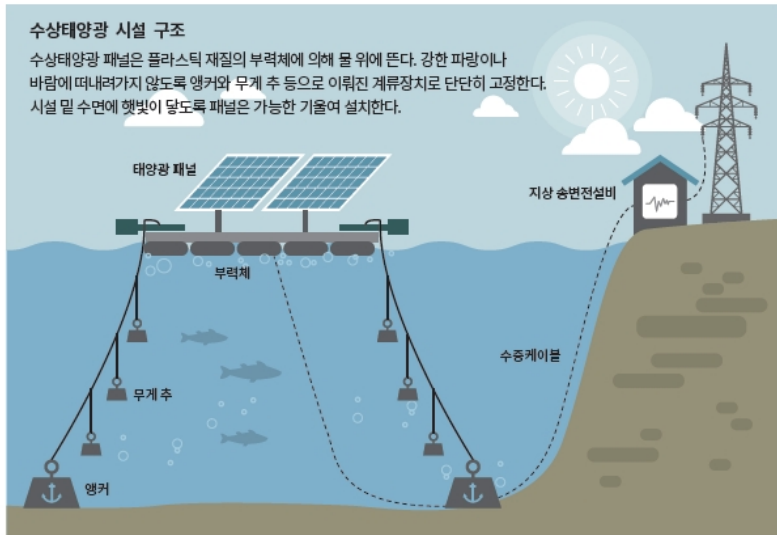 수상태양광 시설 구조
수상태양광 패널은 플라스틱 재질의 부력체에 의해 물 위에 뜬다. 강한 파랑이나
바람에 떠내려가지 않도록 앵커와 무게 추 등으로 이뤄진 계류장치로 단단히 고정한다.
시설 밑 수면에 햇빛이 닿도록 패널은 가능한 기울여 설치한다.
태양광 패널
지상 송변전설비
부력체
수중케이블
무게 추
앵커